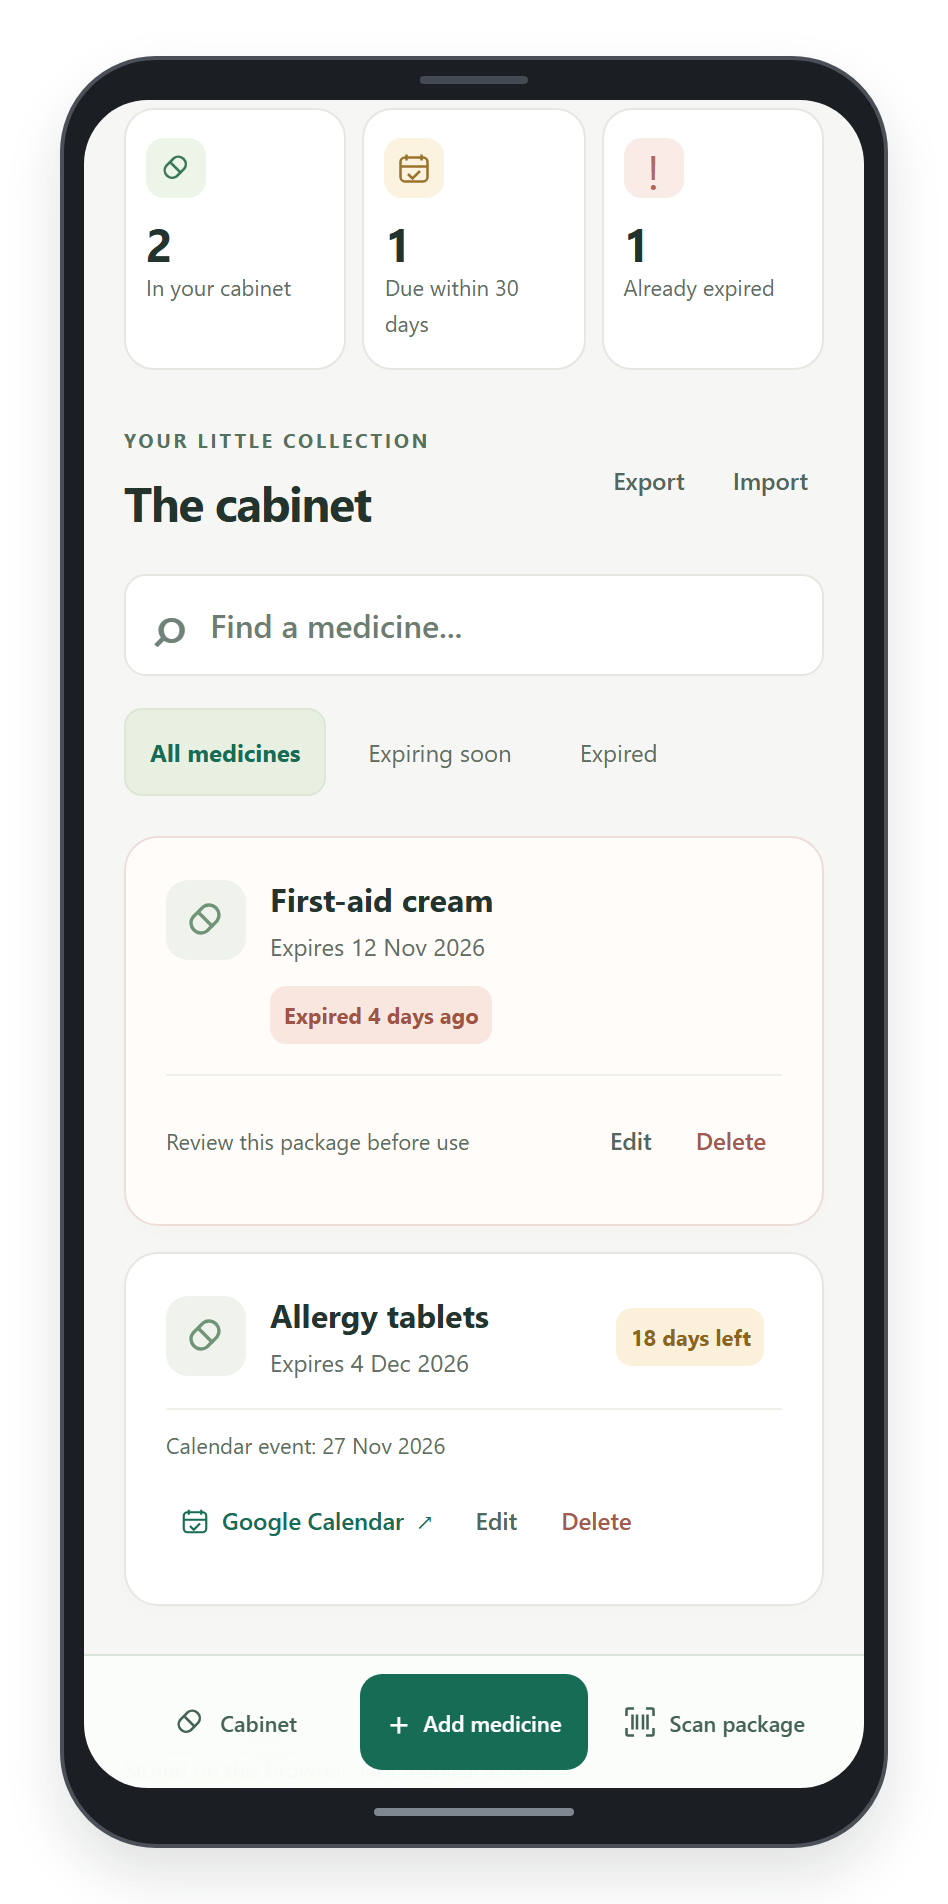 2
In your cabinet
1
Due within 30
days
1
Already expired
YOUR LITTLE COLLECTION
The cabinet
Export
Import
Find a medicine...
All medicines
Expiring soon
Expired
First-aid cream
Expires 12 Nov 2026
Expired 4 days ago
Review this package before use
Edit
Delete
Allergy tablets
Expires 4 Dec 2026
18 days left
Calendar event: 27 Nov 2026
Google Calendar ↗
Edit
Delete
Cabinet
+ Add medicine
Scan package